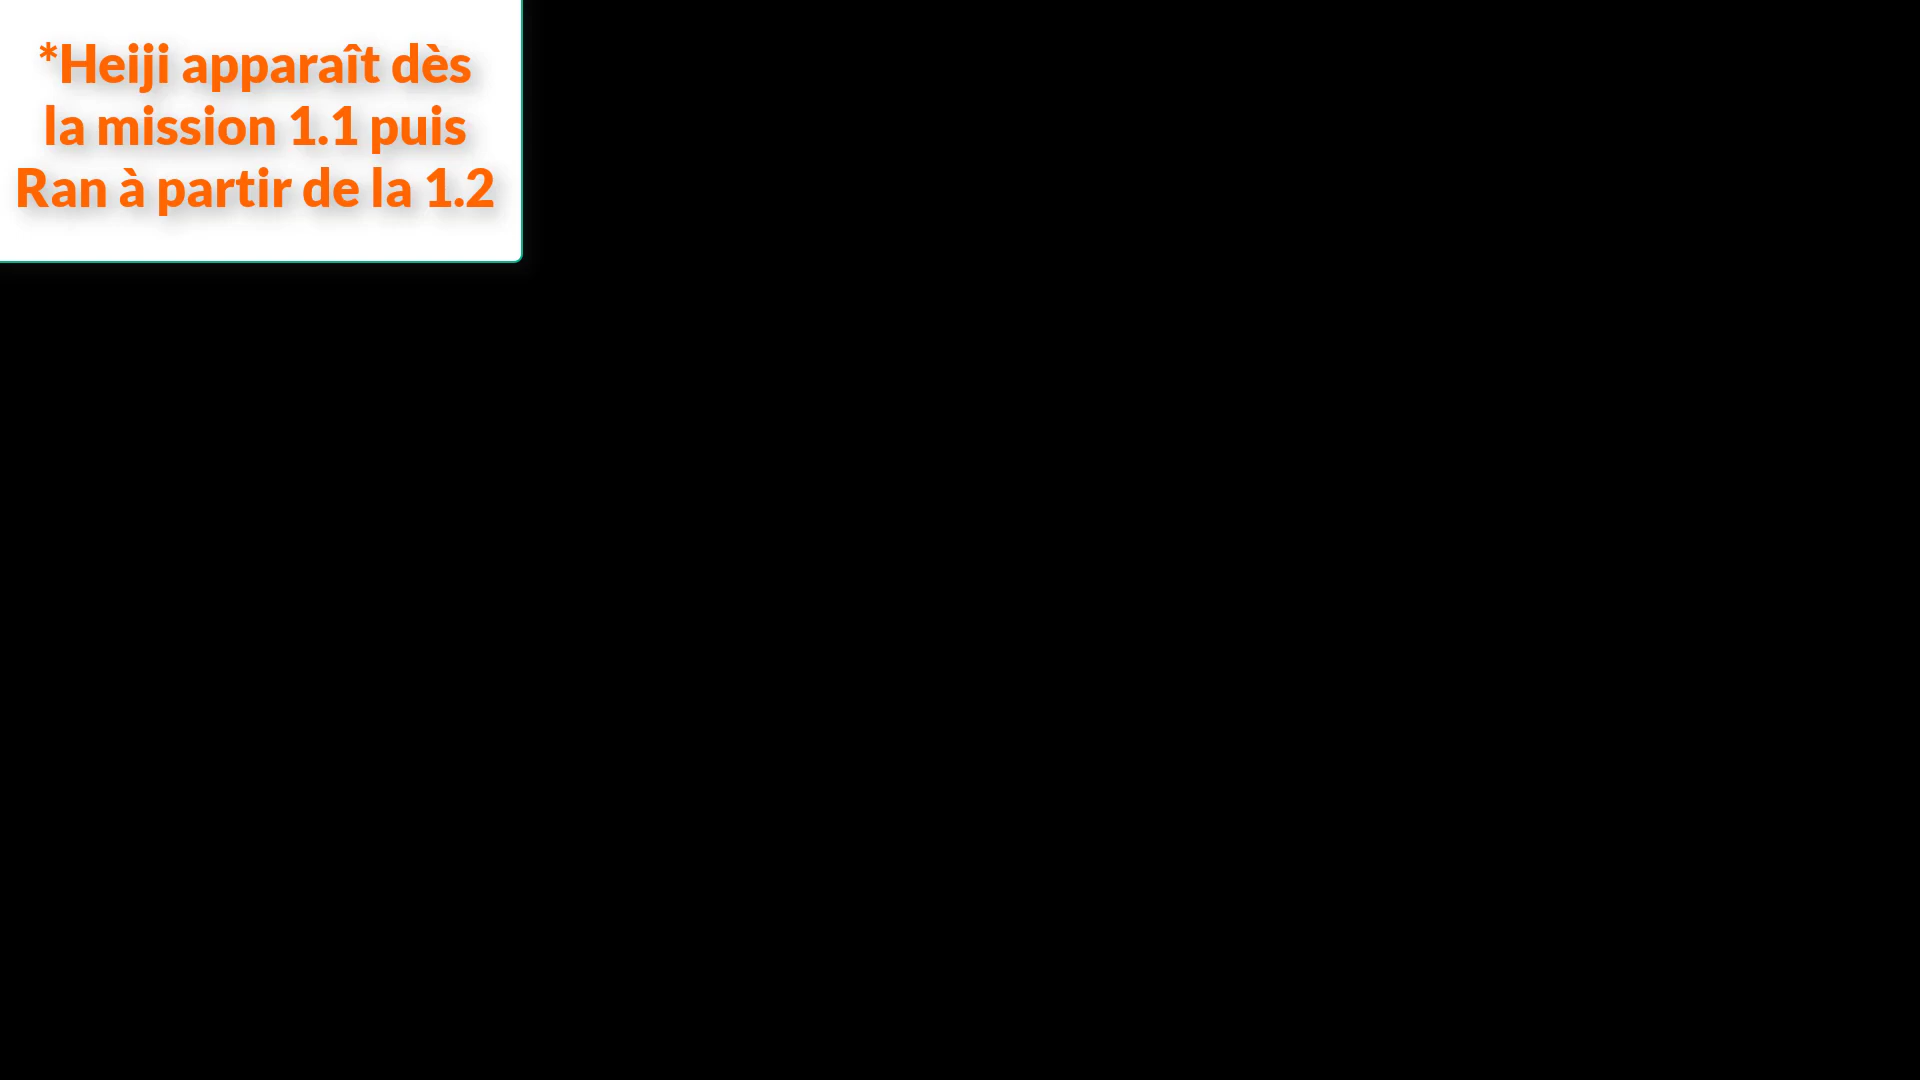 *Heiji apparaît dès
la mission 1.1 puis
Ran à partir de la 1.2